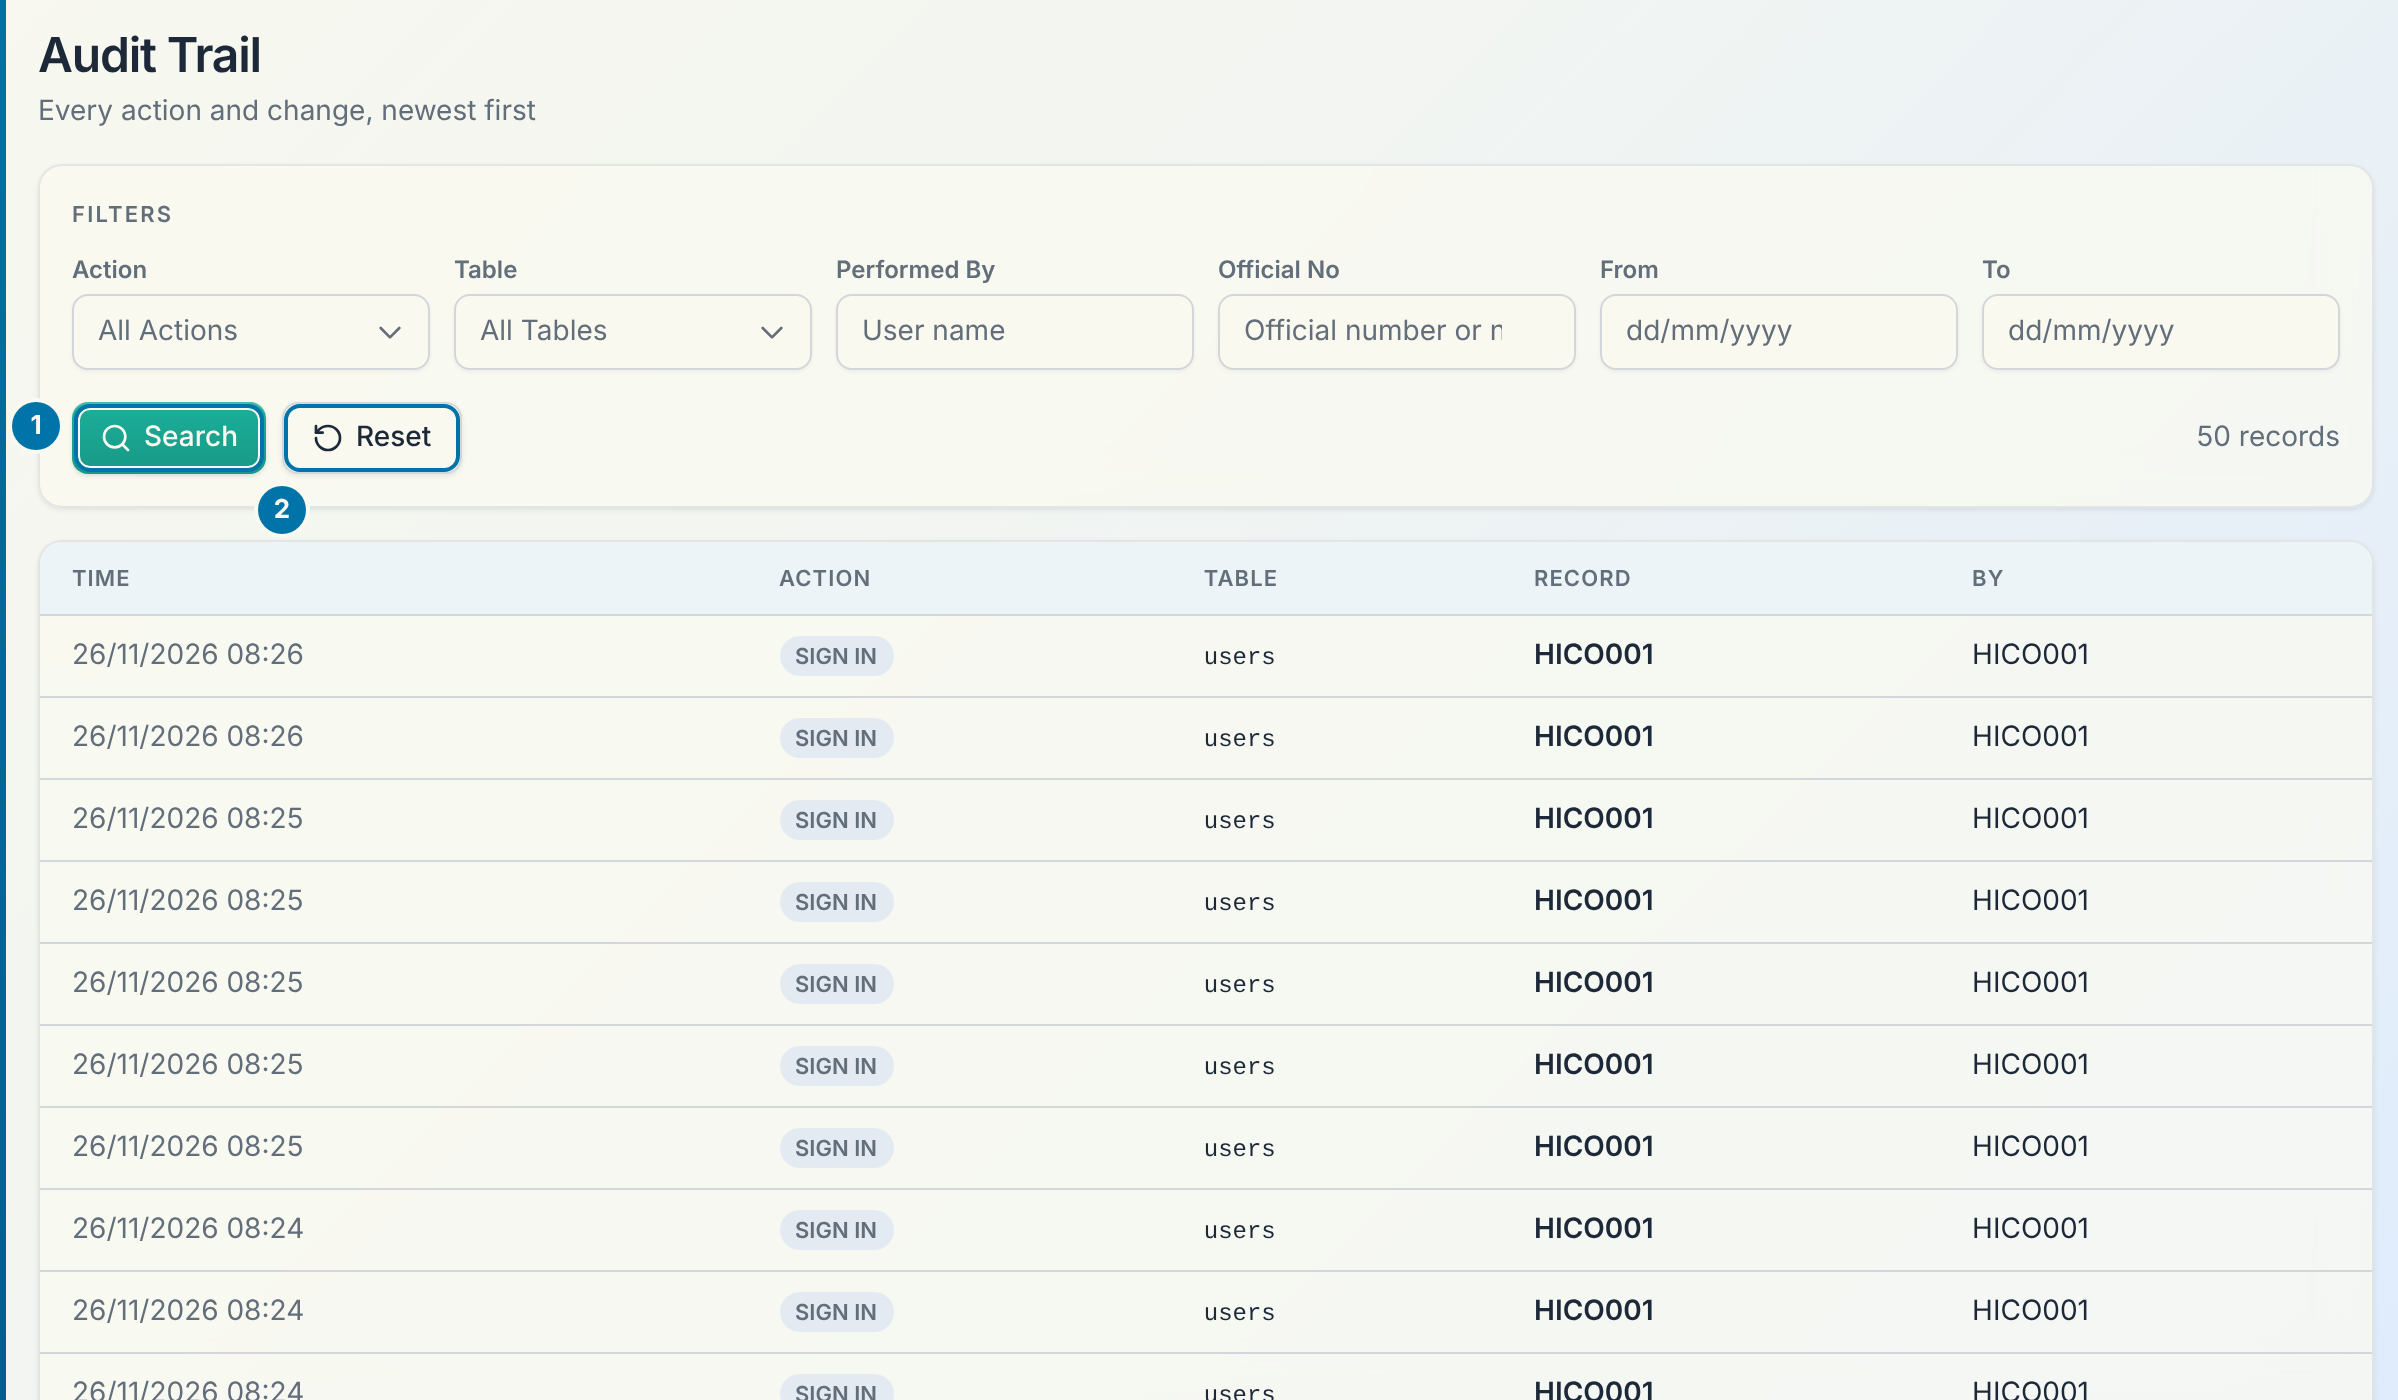 Audit Trail
Every action and change, newest first
FILTERS
Action Table Performed By Official No From To
All Actions All Tables User name Official number or n dd/mm/yyyy dd/mm/yyyy
1 Search Reset 50 records
2
TIME ACTION TABLE RECORD BY
26/11/2026 08:26 SIGN IN users HICO001 HICO001
26/11/2026 08:26 SIGN IN users HICO001 HICO001
26/11/2026 08:25 SIGN IN users HICO001 HICO001
26/11/2026 08:25 SIGN IN users HICO001 HICO001
26/11/2026 08:25 SIGN IN users HICO001 HICO001
26/11/2026 08:25 SIGN IN users HICO001 HICO001
26/11/2026 08:25 SIGN IN users HICO001 HICO001
26/11/2026 08:24 SIGN IN users HICO001 HICO001
26/11/2026 08:24 SIGN IN users HICO001 HICO001
26/11/2026 08:24 SIGN IN users HICO001 HICO001